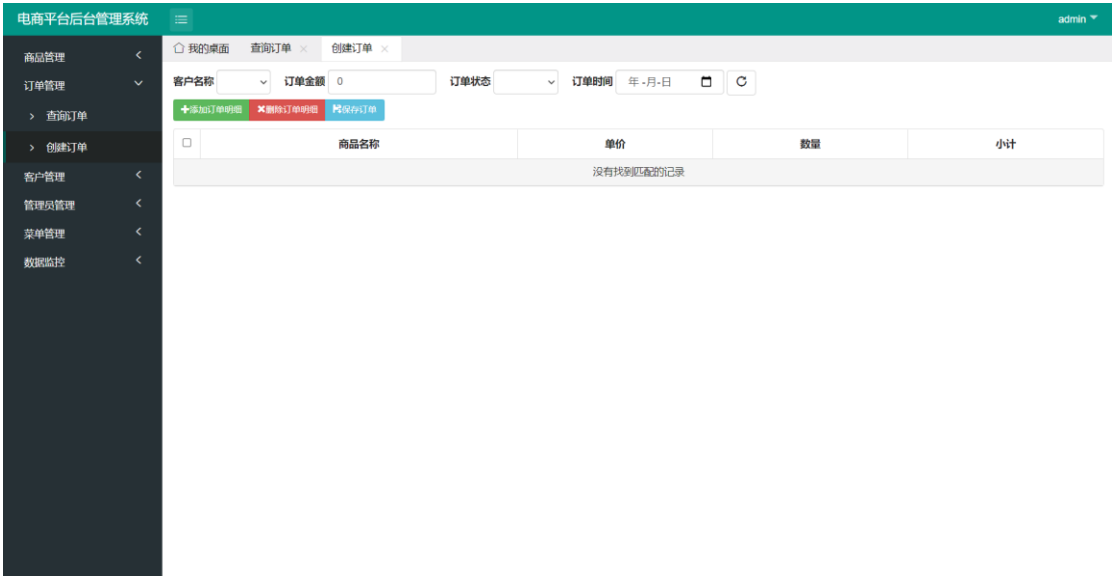 电商平台后台管理系统 admin
商品管理
订单管理
查询订单
创建订单
客户管理
管理员管理
菜单管理
数据监控
我的桌面 查询订单 创建订单
客户名称 订单金额 0 订单状态 订单时间 年-月-日
添加订单明细 删除订单明细 保存订单
商品名称 单价 数量 小计
没有找到匹配的记录